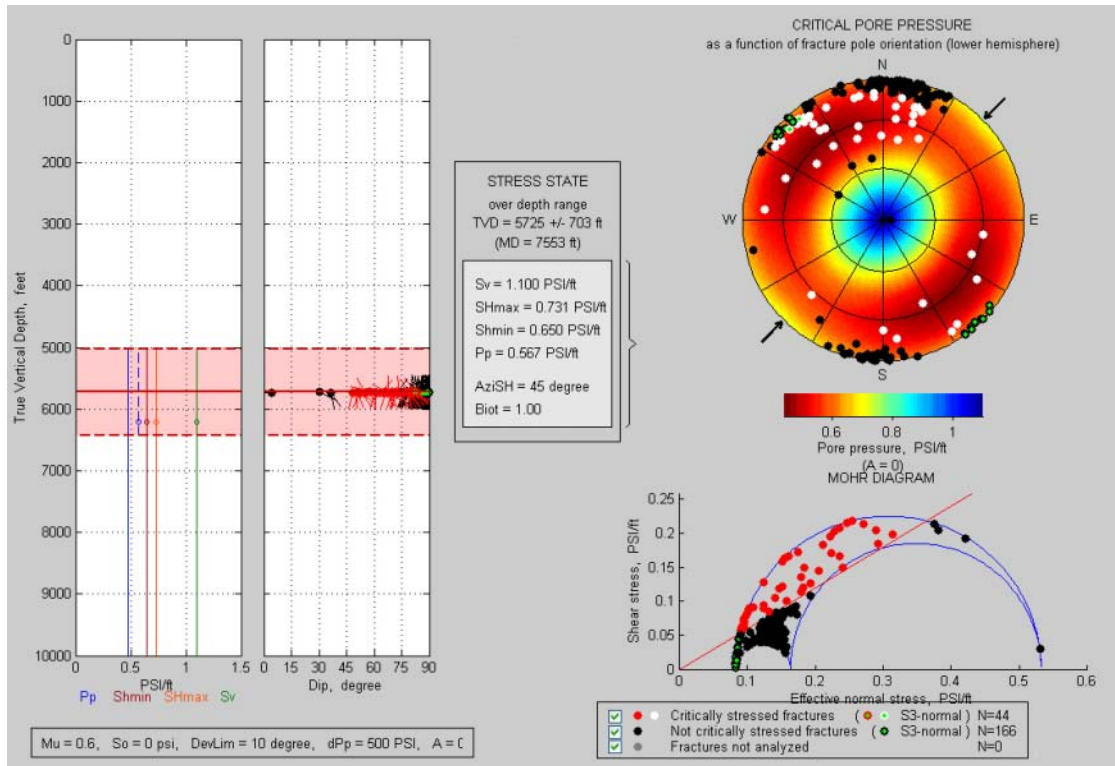 0
1000
2000
3000
4000
5000
6000
7000
8000
9000
10000
True Vertical Depth, feet
0 0.5 1 1.5
PSI/ft
Pp Shmin SHmax Sv
0 15 30 45 60 75 90
Dip, degree
Mu = 0.6, So = 0 psi, DevLim = 10 degree, dPp = 500 PSI, A = 0
STRESS STATE
over depth range
TVD = 5725 +/- 703 ft
(MD = 7553 ft)
Sv = 1.100 PSI/ft
SHmax = 0.731 PSI/ft
Shmin = 0.650 PSI/ft
Pp = 0.567 PSI/ft
AziSH = 45 degree
Biot = 1.00
CRITICAL PORE PRESSURE
as a function of fracture pole orientation (lower hemisphere)
N
W E
S
0.6 0.8 1
Pore pressure, PSI/ft
(A = 0)
MOHR DIAGRAM
0.25
0.2
0.15
0.1
0.05
0
Shear stress, PSI/ft
0 0.1 0.2 0.3 0.4 0.5 0.6
Effective normal stress, PSI/ft
Critically stressed fractures ( S3-normal ) N=44
Not critically stressed fractures ( S3-normal ) N=166
Fractures not analyzed N=0